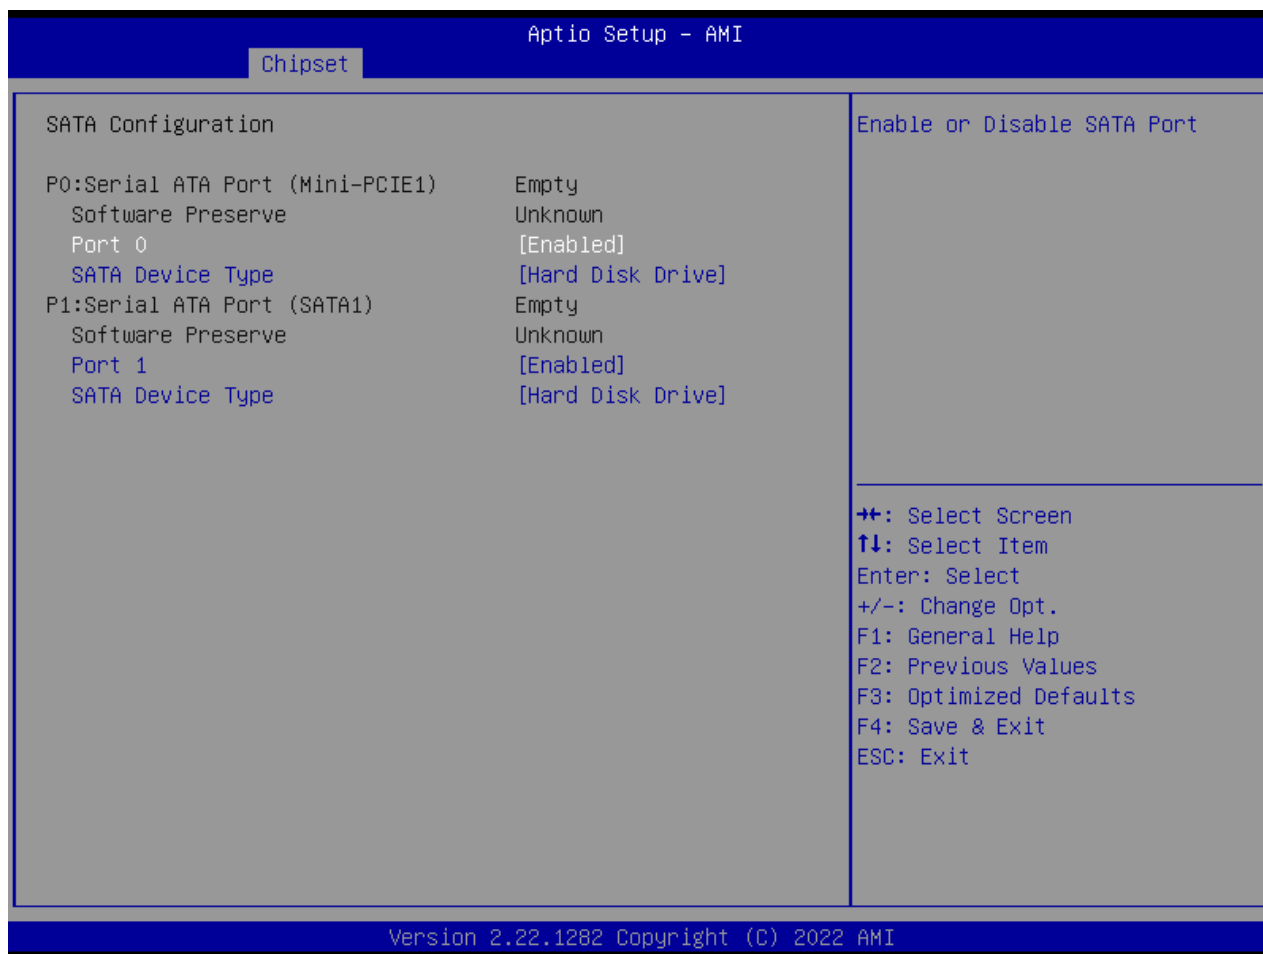 Aptio Setup – AMI
Chipset
SATA Configuration
P0:Serial ATA Port (Mini-PCIE1) Empty
Software Preserve Unknown
Port 0 [Enabled]
SATA Device Type [Hard Disk Drive]
P1:Serial ATA Port (SATA1) Empty
Software Preserve Unknown
Port 1 [Enabled]
SATA Device Type [Hard Disk Drive]
Enable or Disable SATA Port
→←: Select Screen
↑↓: Select Item
Enter: Select
+/-: Change Opt.
F1: General Help
F2: Previous Values
F3: Optimized Defaults
F4: Save & Exit
ESC: Exit
Version 2.22.1282 Copyright (C) 2022 AMI